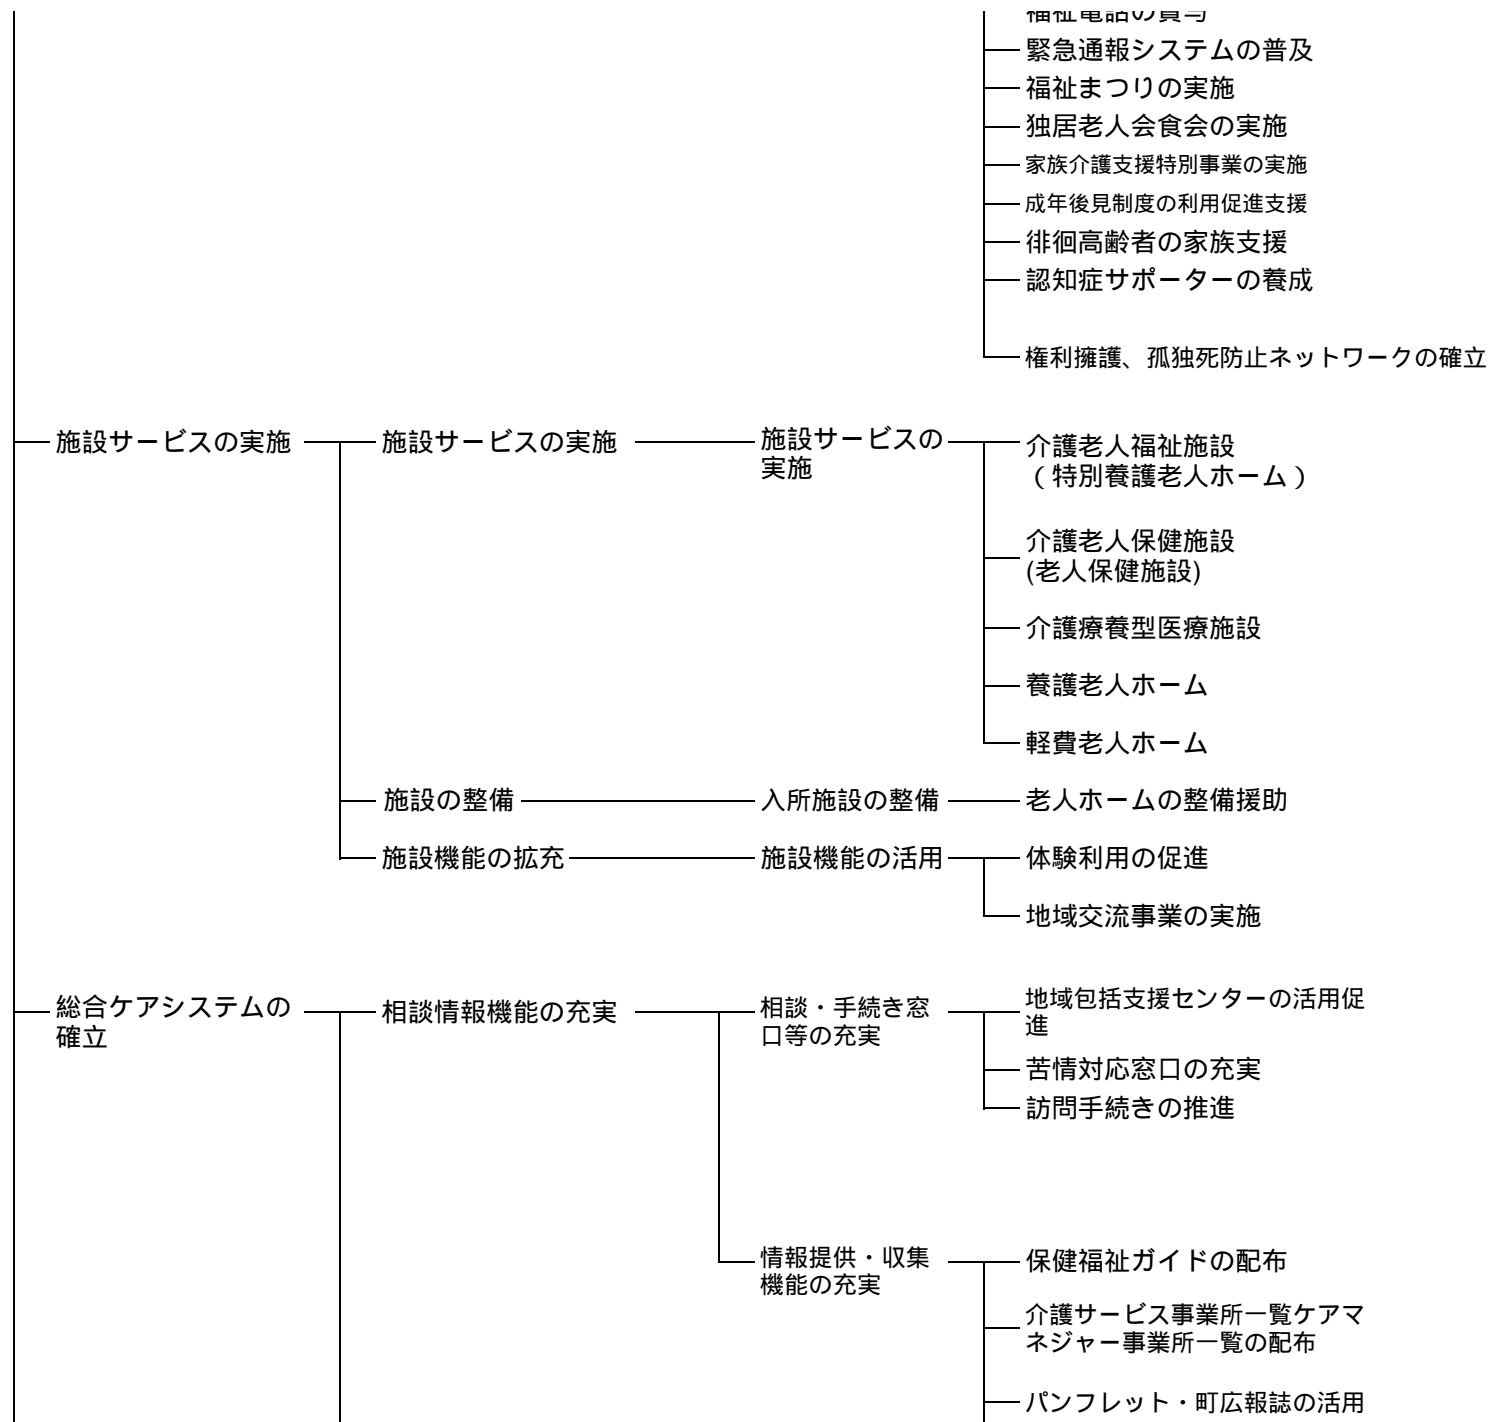 福祉電話の貸与
緊急通報システムの普及
福祉まつりの実施
独居老人会食会の実施
家族介護支援特別事業の実施
成年後見制度の利用促進支援
徘徊高齢者の家族支援
認知症サポーターの養成
権利擁護、孤独死防止ネットワークの確立
施設サービスの実施
施設サービスの実施
施設サービスの
実施
介護老人福祉施設
（特別養護老人ホーム）
介護老人保健施設
(老人保健施設)
介護療養型医療施設
養護老人ホーム
軽費老人ホーム
施設の整備
入所施設の整備
老人ホームの整備援助
施設機能の拡充
施設機能の活用
体験利用の促進
地域交流事業の実施
総合ケアシステムの
確立
相談情報機能の充実
相談・手続き窓
口等の充実
地域包括支援センターの活用促
進
苦情対応窓口の充実
訪問手続きの推進
情報提供・収集
機能の充実
保健福祉ガイドの配布
介護サービス事業所一覧ケアマ
ネジャー事業所一覧の配布
パンフレット・町広報誌の活用